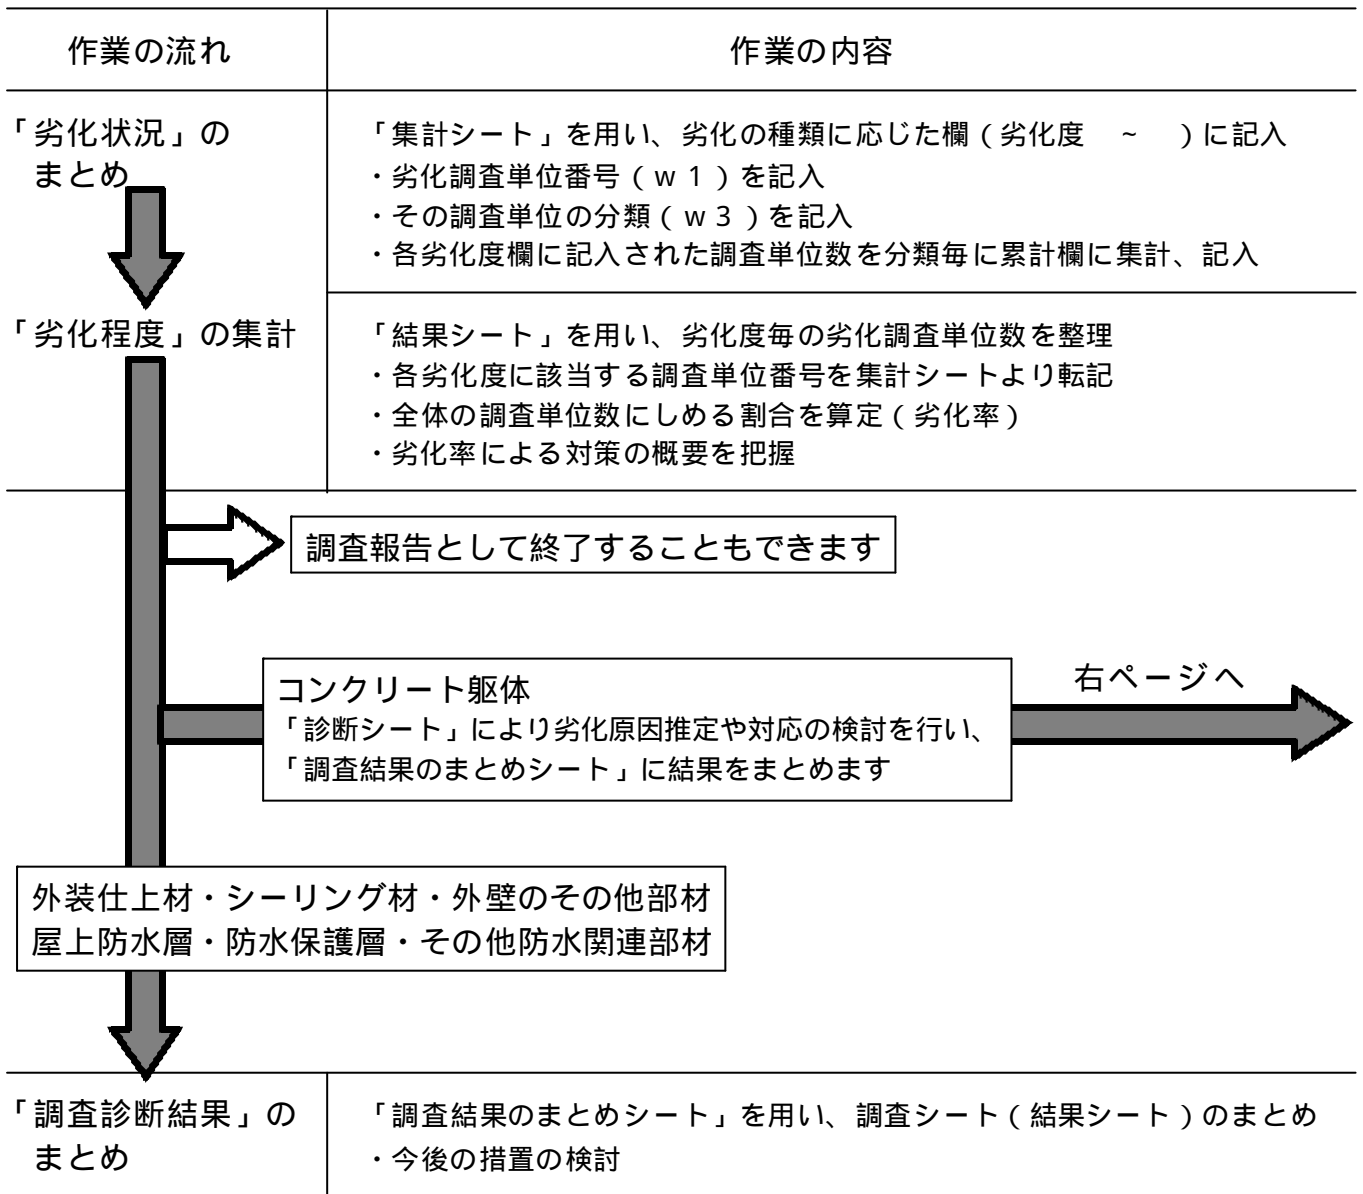 作業の流れ
作業の内容
「劣化状況」の
まとめ
「集計シート」を用い、劣化の種類に応じた欄（劣化度　～　）に記入
・劣化調査単位番号（ｗ１）を記入
・その調査単位の分類（ｗ３）を記入
・各劣化度欄に記入された調査単位数を分類毎に累計欄に集計、記入
「劣化程度」の集計
「結果シート」を用い、劣化度毎の劣化調査単位数を整理
・各劣化度に該当する調査単位番号を集計シートより転記
・全体の調査単位数にしめる割合を算定（劣化率）
・劣化率による対策の概要を把握
調査報告として終了することもできます
コンクリート躯体
「診断シート」により劣化原因推定や対応の検討を行い、
「調査結果のまとめシート」に結果をまとめます
右ページへ
外装仕上材・シーリング材・外壁のその他部材
屋上防水層・防水保護層・その他防水関連部材
「調査診断結果」の
まとめ
「調査結果のまとめシート」を用い、調査シート（結果シート）のまとめ
・今後の措置の検討